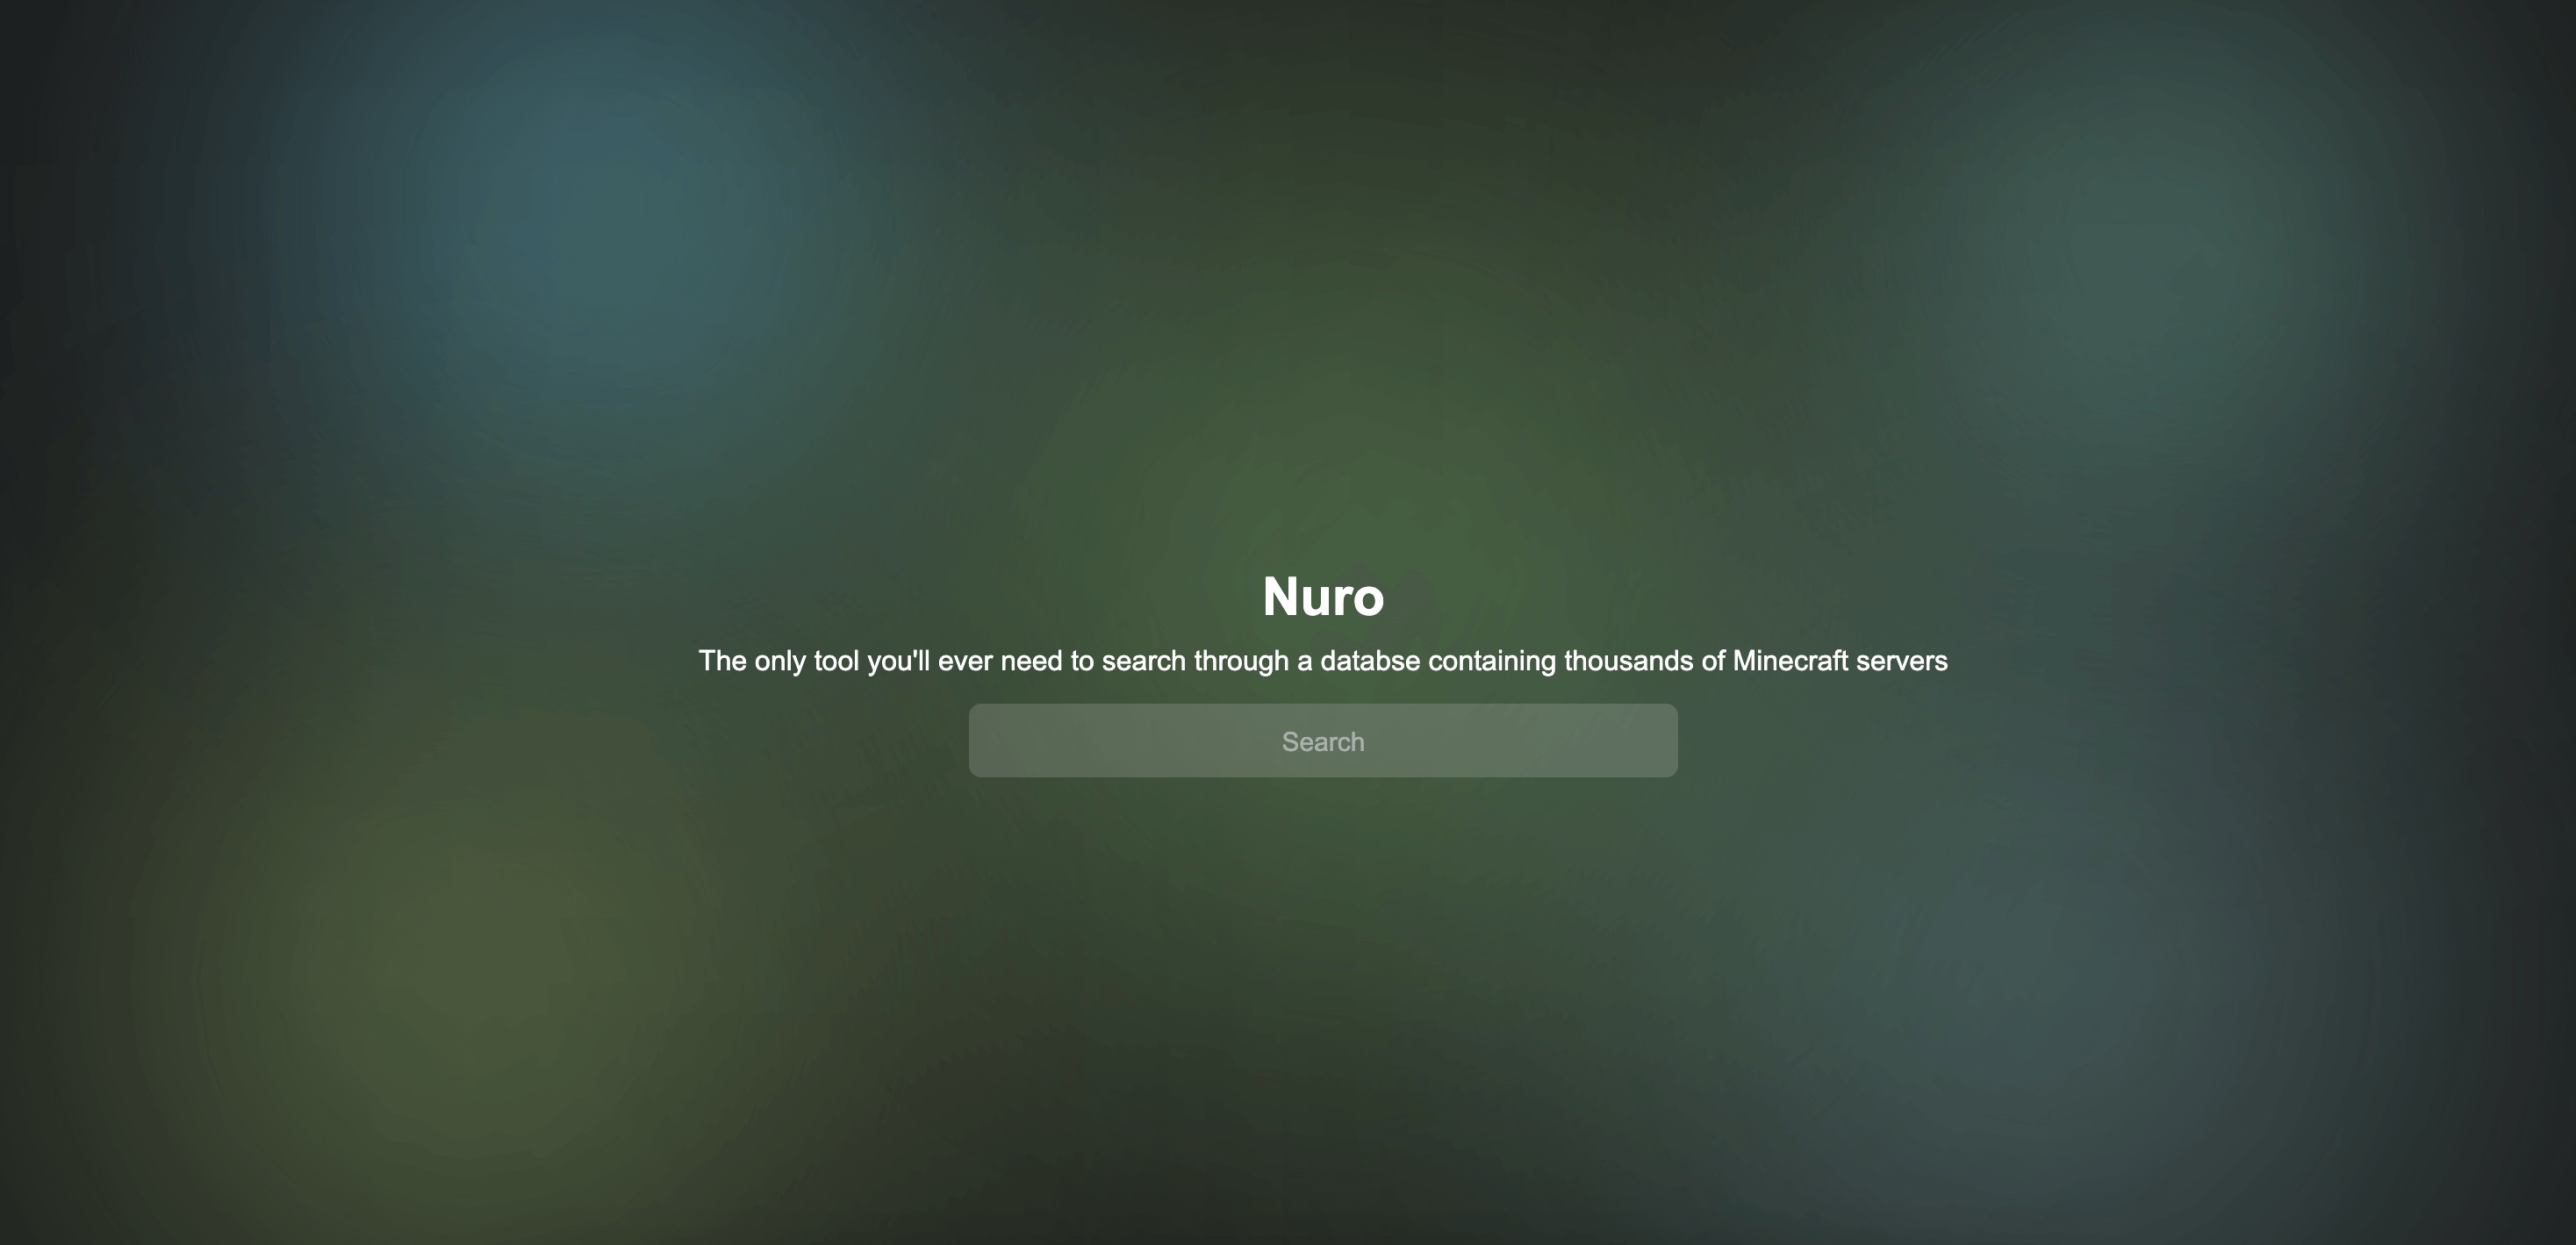 Nuro
The only tool you'll ever need to search through a databse containing thousands of Minecraft servers
Search